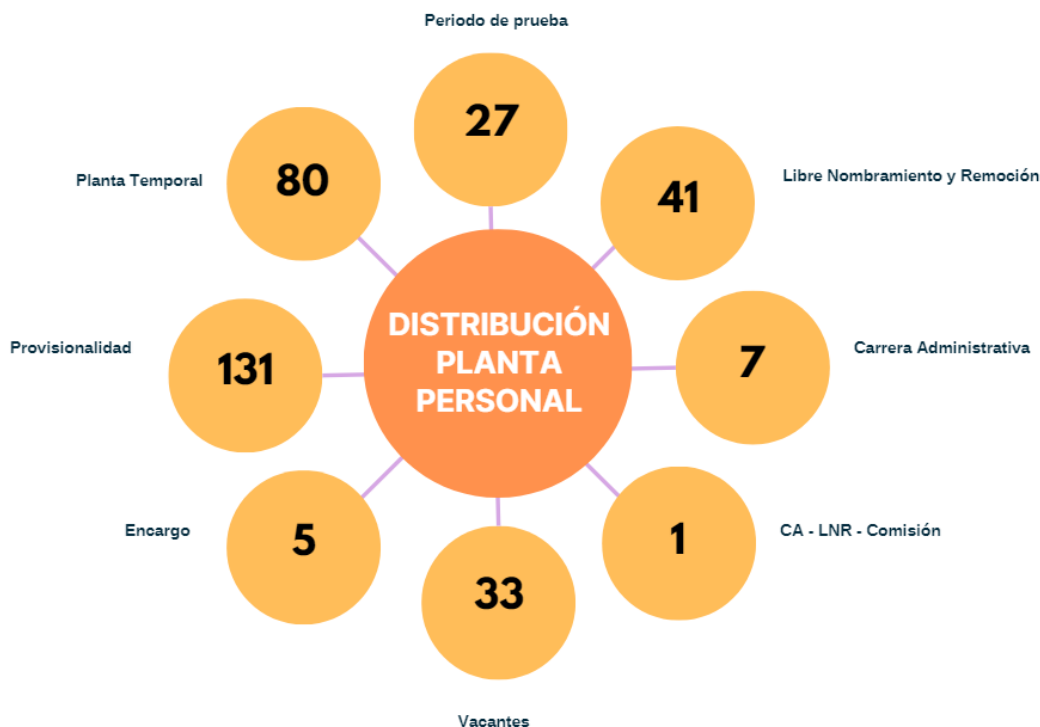 Periodo de prueba
27
Planta Temporal
80
41
Libre Nombramiento y Remoción
DISTRIBUCIÓN
PLANTA
PERSONAL
Provisionalidad
131
7
Carrera Administrativa
Encargo
5
1
CA - LNR - Comisión
33
Vacantes